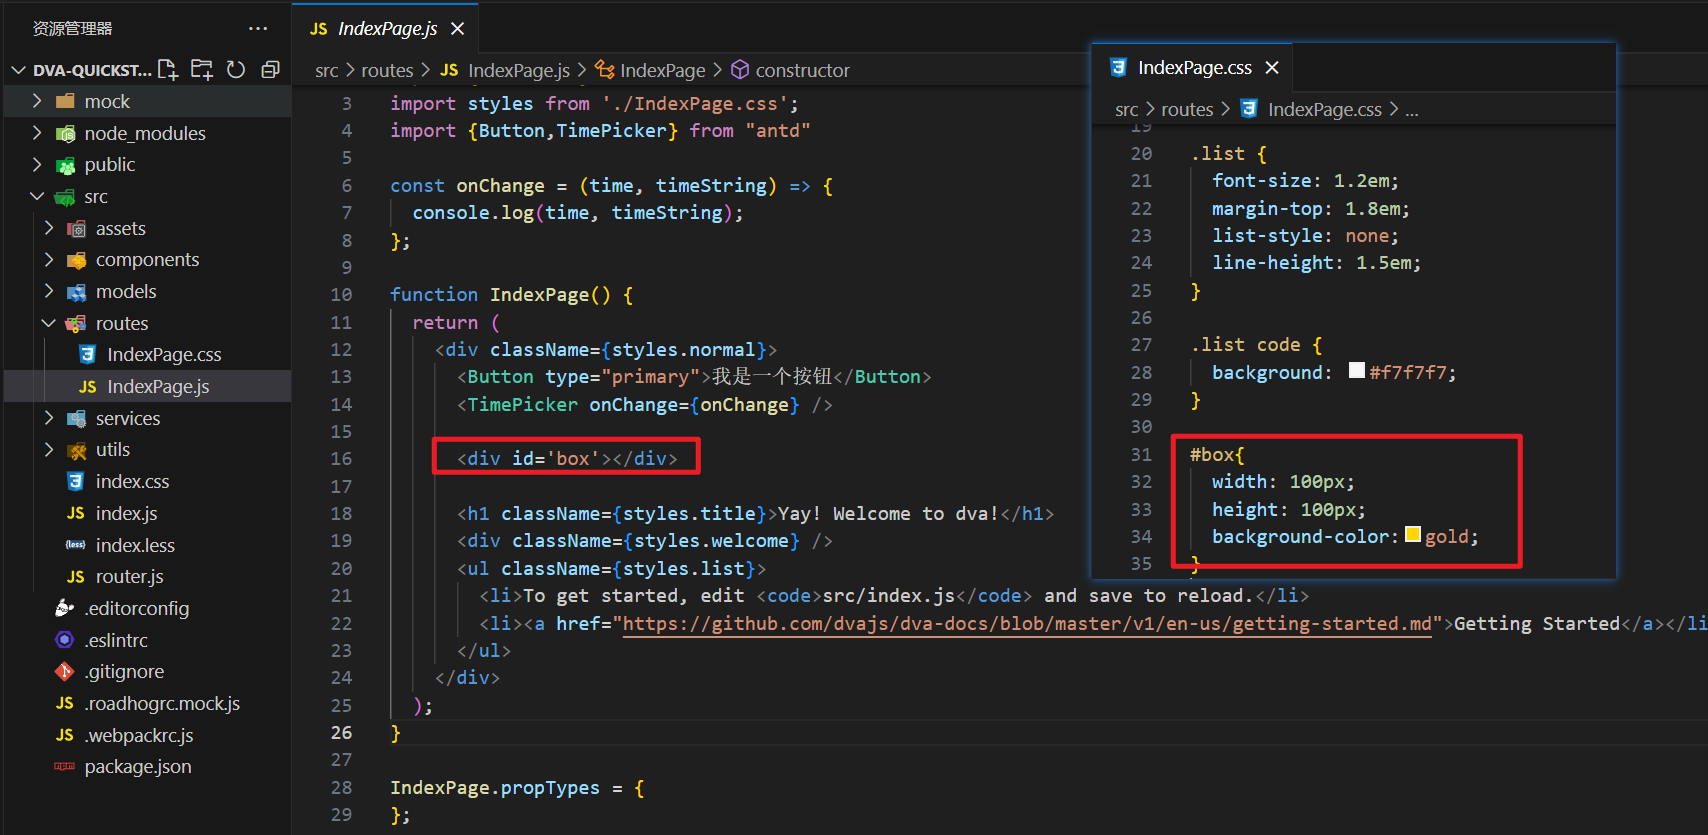 资源管理器
DVA-QUICKST...
mock
node_modules
public
src
assets
components
models
routes
IndexPage.css
JS IndexPage.js
services
utils
index.css
JS index.js
{less} index.less
JS router.js
.editorconfig
.eslintrc
.gitignore
JS .roadhogrc.mock.js
JS .webpackrc.js
package.json
JS IndexPage.js
src > routes > JS IndexPage.js > IndexPage > constructor
3 import styles from './IndexPage.css';
4 import {Button,TimePicker} from "antd"
5
6 const onChange = (time, timeString) => {
7 console.log(time, timeString);
8 };
9
10 function IndexPage() {
11 return (
12 <div className={styles.normal}>
13 <Button type="primary">我是一个按钮</Button>
14 <TimePicker onChange={onChange} />
15
16 <div id='box'></div>
17
18 <h1 className={styles.title}>Yay! Welcome to dva!</h1>
19 <div className={styles.welcome} />
20 <ul className={styles.list}>
21 <li>To get started, edit <code>src/index.js</code> and save to reload.</li>
22 <li><a href="https://github.com/dvajs/dva-docs/blob/master/v1/en-us/getting-started.md">Getting Started</a></li
23 </ul>
24 </div>
25 );
26 }
27
28 IndexPage.propTypes = {
29 };
IndexPage.css
src > routes > IndexPage.css > ...
19
20 .list {
21 font-size: 1.2em;
22 margin-top: 1.8em;
23 list-style: none;
24 line-height: 1.5em;
25 }
26
27 .list code {
28 background: #f7f7f7;
29 }
30
31 #box{
32 width: 100px;
33 height: 100px;
34 background-color: gold;
35 }